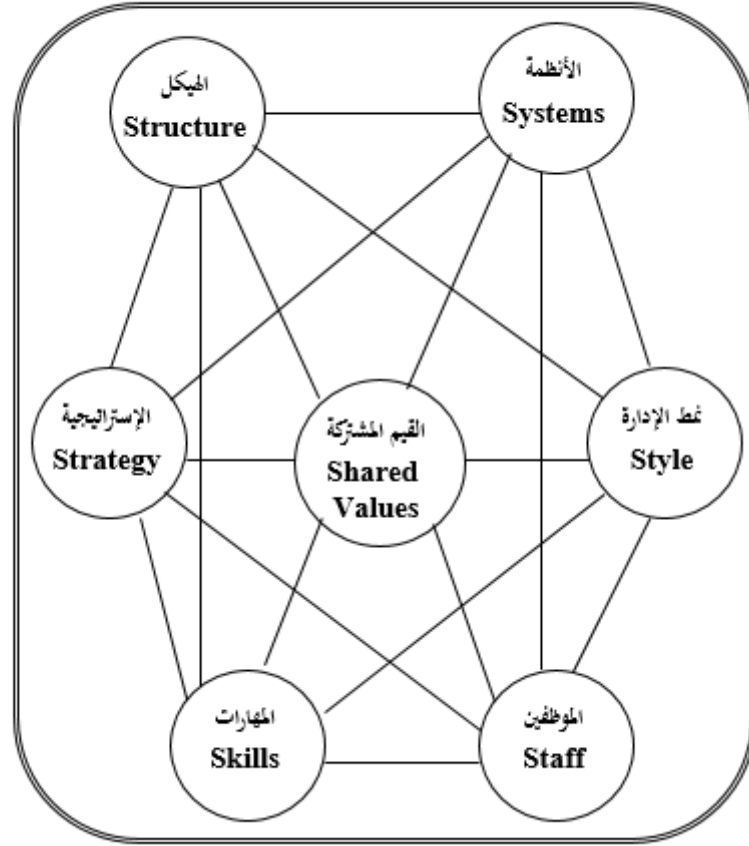 الهيكل
Structure
الأنظمة
Systems
الإستراتيجية
Strategy
القيم المشتركة
Shared
Values
نمط الإدارة
Style
المهارات
Skills
الموظفين
Staff